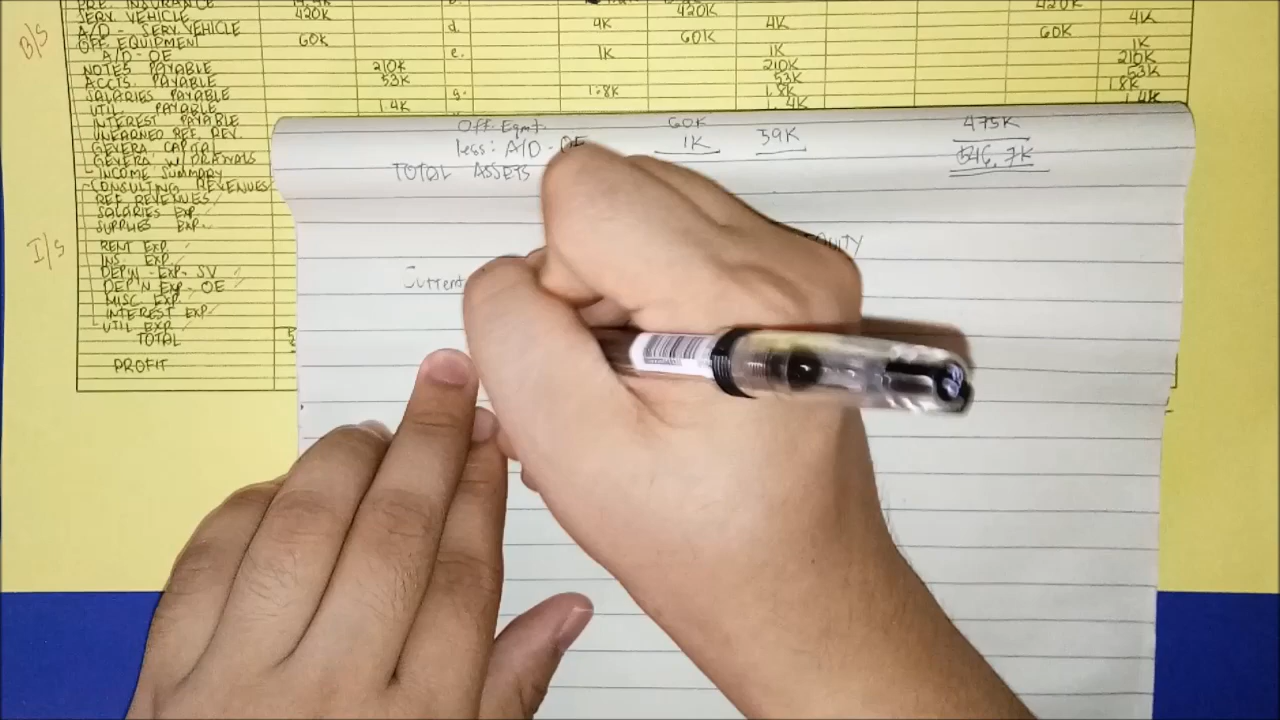 PRE. INSURANCE
SERV. VEHICLE 420K 420K 420K
A/D - SERV. VEHICLE d. 4K 4K 4K
OFF. EQUIPMENT 60K 60K 60K
A/D - OE e. 1K 1K 1K
NOTES PAYABLE 210K 210K 210K
ACCTS. PAYABLE 53K 53K 53K
SALARIES PAYABLE g. 1.8K 1.8K 1.8K
UTIL. PAYABLE 1.4K 1.4K 1.4K
INTEREST PAYABLE
UNEARNED REF. REV.
GEVERA, CAPITAL
GEVERA, WITHDRAWALS
INCOME SUMMARY
CONSULTING REVENUES
REF. REVENUES
SALARIES EXP.
SUPPLIES EXP.
RENT EXP.
INS. EXP.
DEP'N - EXP - SV
DEP'N EXP - OE
MISC. EXP.
INTEREST EXP.
UTIL EXP.
TOTAL
PROFIT
B/S
I/S
Off. Eqmt. 60K 475K
less: A/D - OE 1K 59K
TOTAL ASSETS 546.7K
EQUITY
Current